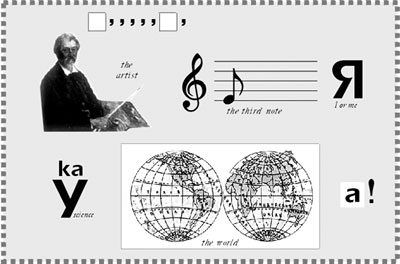 ,,,,, ,
the
artist
the third note
Я
I or me
ka
У
science
the world
a!